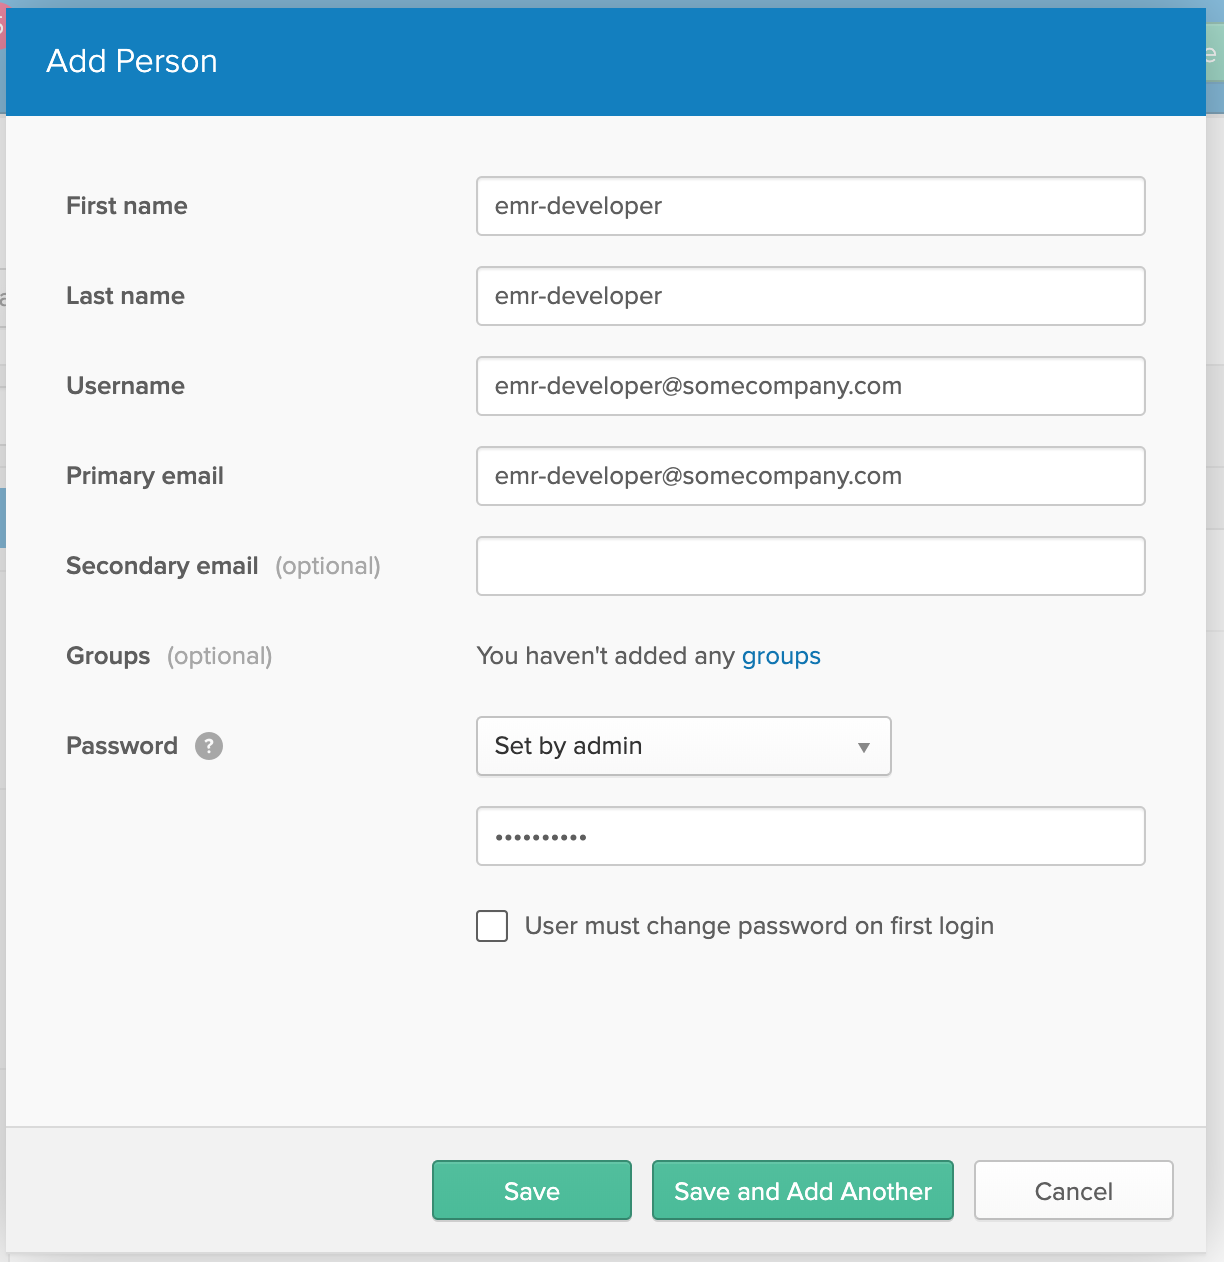 Add Person
First name
emr-developer
Last name
emr-developer
Username
emr-developer@somecompany.com
Primary email
emr-developer@somecompany.com
Secondary email (optional)
Groups (optional)
You haven't added any groups
Password ?
Set by admin
••••••••••
User must change password on first login
Save
Save and Add Another
Cancel